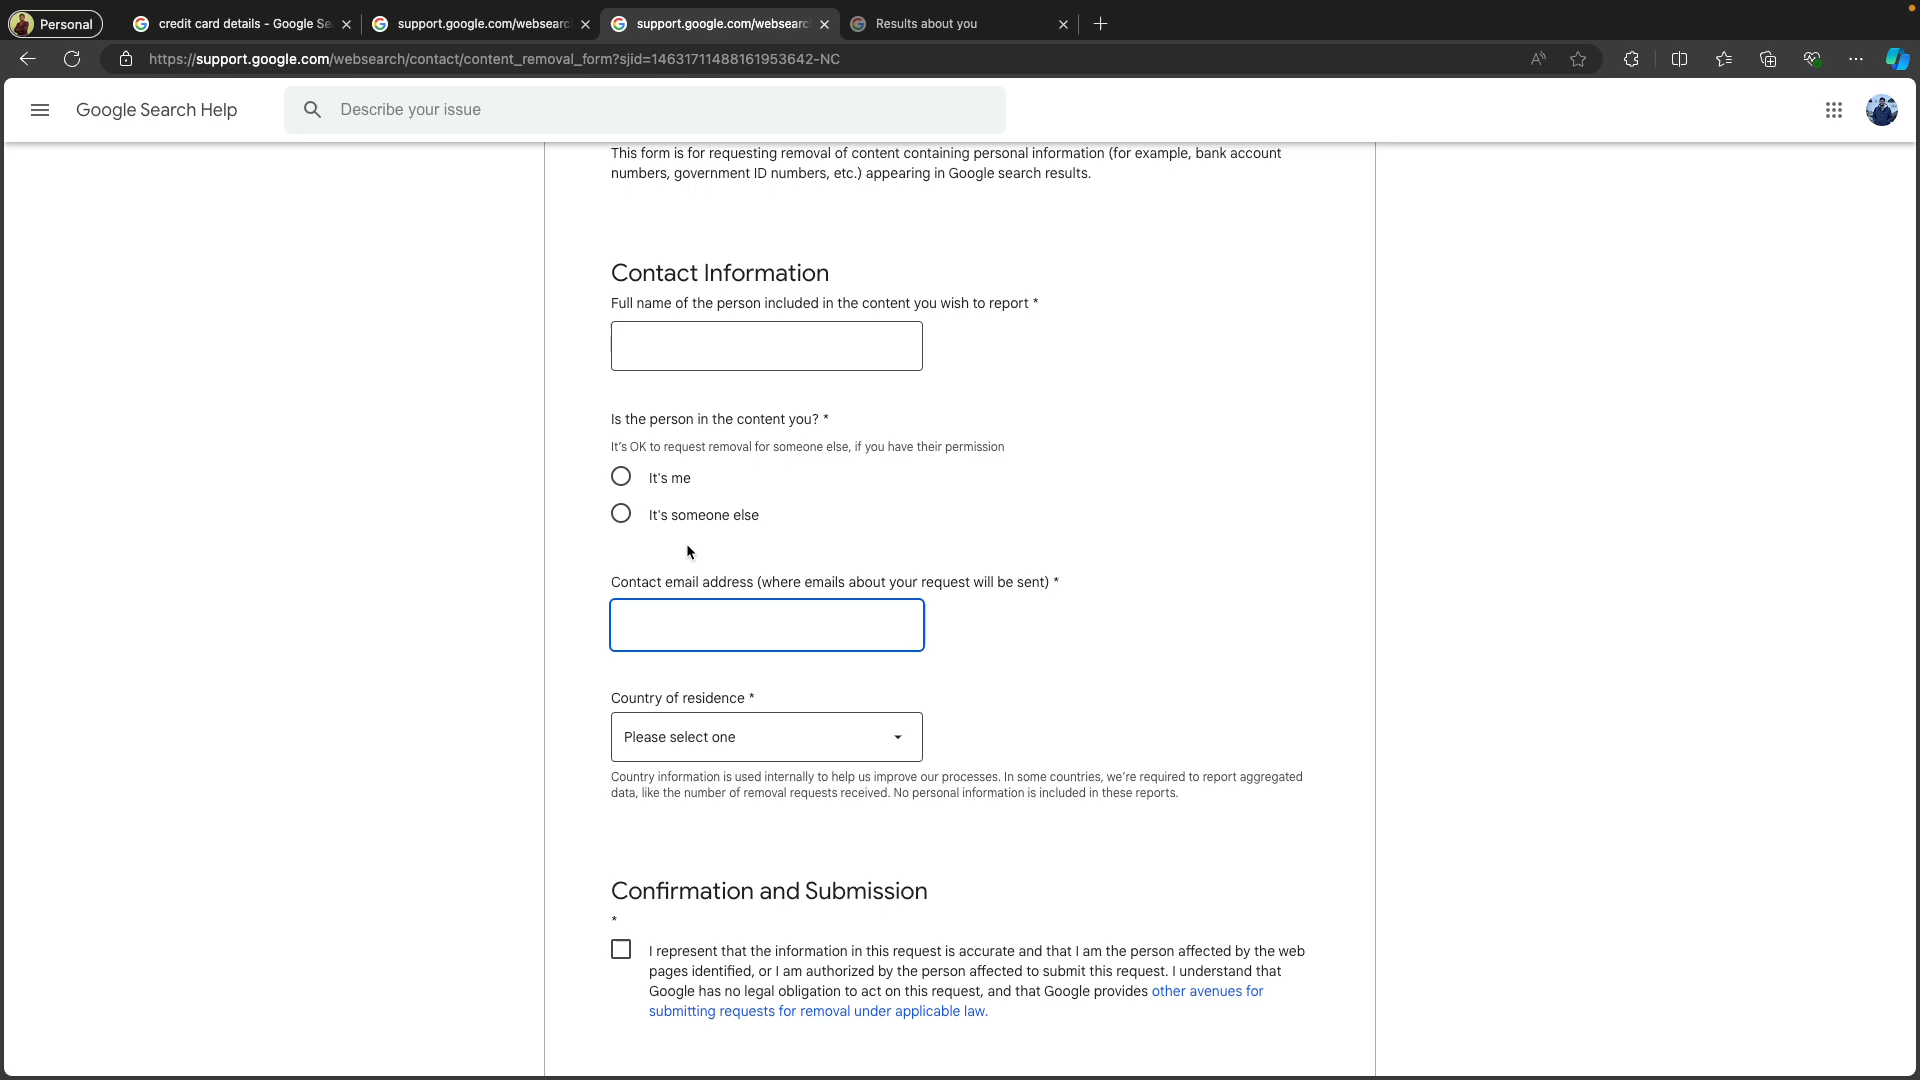 Personal
credit card details - Google Se
support.google.com/websearc
support.google.com/websearc
Results about you
https://support.google.com/websearch/contact/content_removal_form?sjid=14631711488161953642-NC
Google Search Help
Describe your issue
This form is for requesting removal of content containing personal information (for example, bank account
numbers, government ID numbers, etc.) appearing in Google search results.
Contact Information
Full name of the person included in the content you wish to report *
Is the person in the content you? *
It's OK to request removal for someone else, if you have their permission
It's me
It's someone else
Contact email address (where emails about your request will be sent) *
Country of residence *
Please select one
Country information is used internally to help us improve our processes. In some countries, we're required to report aggregated
data, like the number of removal requests received. No personal information is included in these reports.
Confirmation and Submission
*
I represent that the information in this request is accurate and that I am the person affected by the web
pages identified, or I am authorized by the person affected to submit this request. I understand that
Google has no legal obligation to act on this request, and that Google provides other avenues for
submitting requests for removal under applicable law.